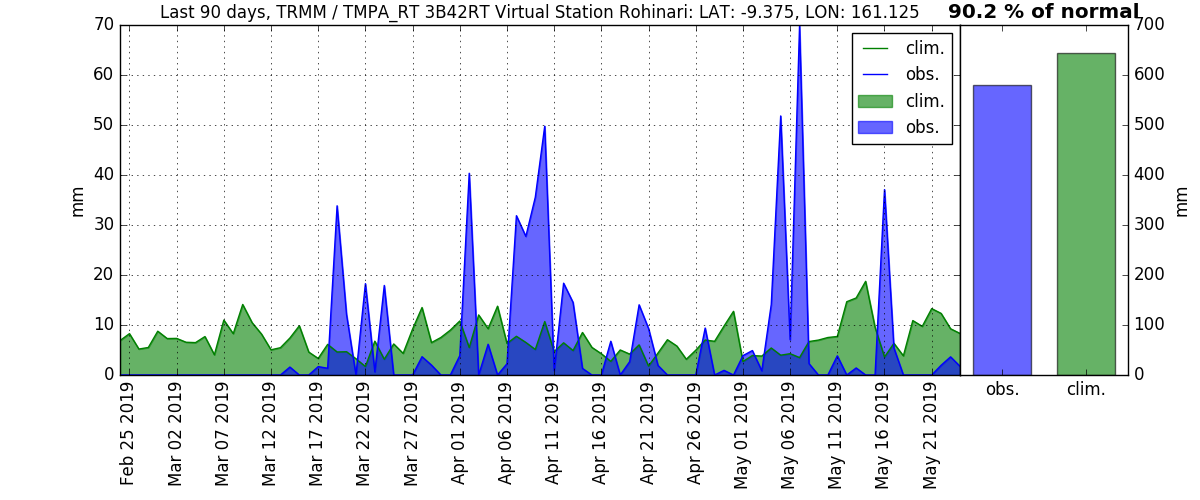 Last 90 days, TRMM / TMPA_RT 3B42RT Virtual Station Rohinari: LAT: -9.375, LON: 161.125
90.2 % of normal
70
60
50
40
30
20
10
0
mm
clim.
obs.
clim.
obs.
700
600
500
400
300
200
100
0
mm
Feb 25 2019
Mar 02 2019
Mar 07 2019
Mar 12 2019
Mar 17 2019
Mar 22 2019
Mar 27 2019
Apr 01 2019
Apr 06 2019
Apr 11 2019
Apr 16 2019
Apr 21 2019
Apr 26 2019
May 01 2019
May 06 2019
May 11 2019
May 16 2019
May 21 2019
obs.
clim.